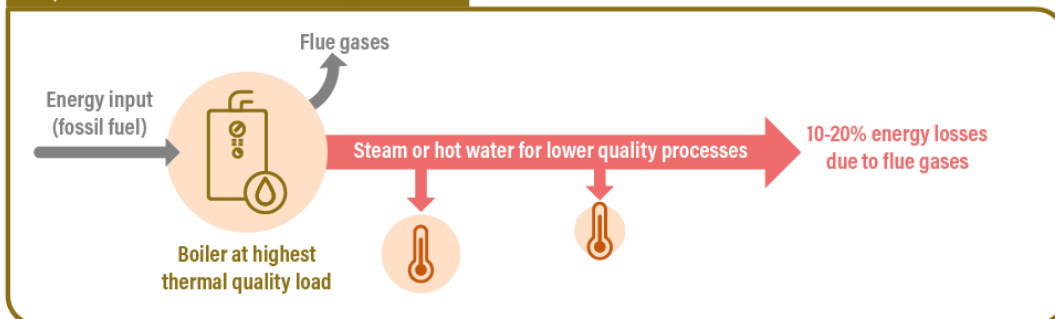 Flue gases
Energy input
(fossil fuel)
Steam or hot water for lower quality processes
10-20% energy losses
due to flue gases
Boiler at highest
thermal quality load